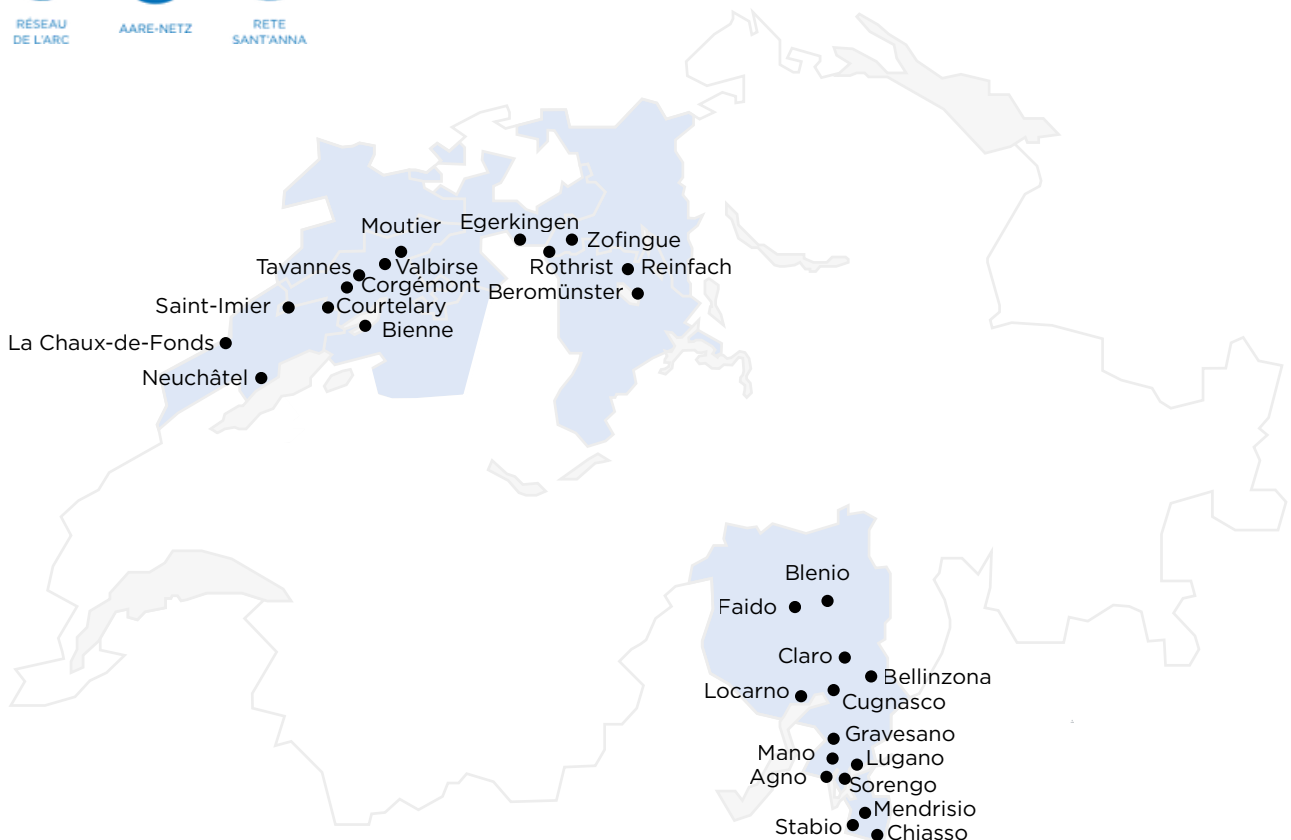 RÉSEAU
DE L'ARC
AARE-NETZ
RETE
SANT'ANNA
Moutier
Egerkingen
Zofingue
Tavannes
Valbirse
Rothrist
Reinfach
Corgémont
Beromünster
Saint-Imier
Courtelary
Bienne
La Chaux-de-Fonds
Neuchâtel
Blenio
Faido
Claro
Bellinzona
Locarno
Cugnasco
Gravesano
Mano
Lugano
Agno
Sorengo
Mendrisio
Stabio
Chiasso